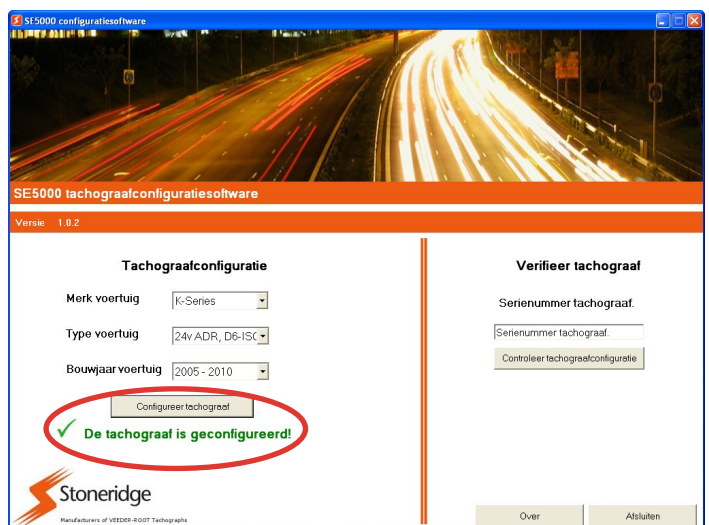 SE5000 configuratiesoftware
SE5000 tachograafconfiguratiesoftware
Versie 1.0.2
Tachograafconfiguratie
Merk voertuig
K-Series
Type voertuig
24v ADR, D6-ISO
Bouwjaar voertuig
2005 - 2010
Configureer tachograaf
De tachograaf is geconfigureerd!
Stoneridge
Manufacturers of VEEDER-ROOT Tachographs
Verifieer tachograaf
Serienummer tachograaf.
Serienummer tachograaf.
Controleer tachograafconfiguratie
Over
Afsluiten